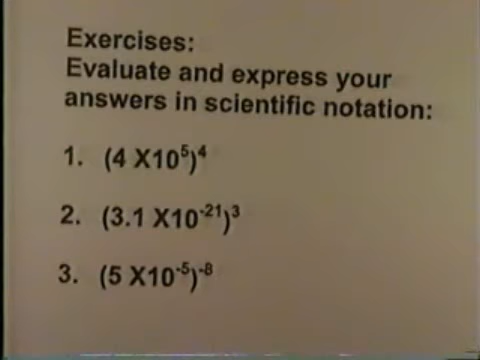 Exercises:
Evaluate and express your
answers in scientific notation:
1. (4 X10⁵)⁴
2. (3.1 X10⁻²¹)³
3. (5 X10⁻⁵)⁻⁸